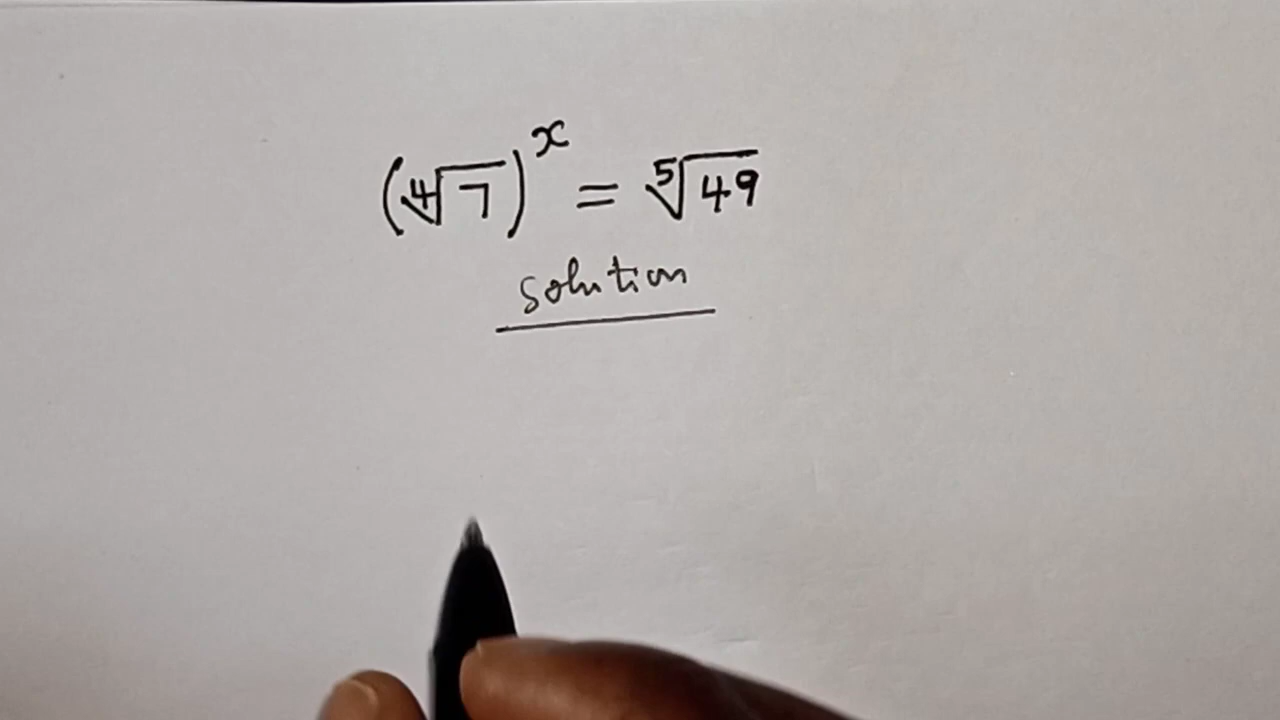 (∜7)^x = ⁵√49
solution